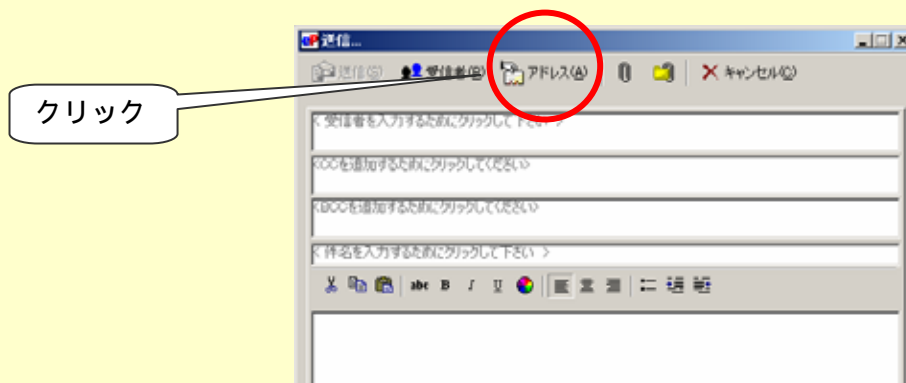 送信...
送信(S) 受信者(R) アドレス(A) キャンセル(C)
クリック
< 受信者を入力するためにクリックして下さい >
<CCを追加するためにクリックしてください>
<BCCを追加するためにクリックしてください>
< 件名を入力するためにクリックして下さい >
abc B I U